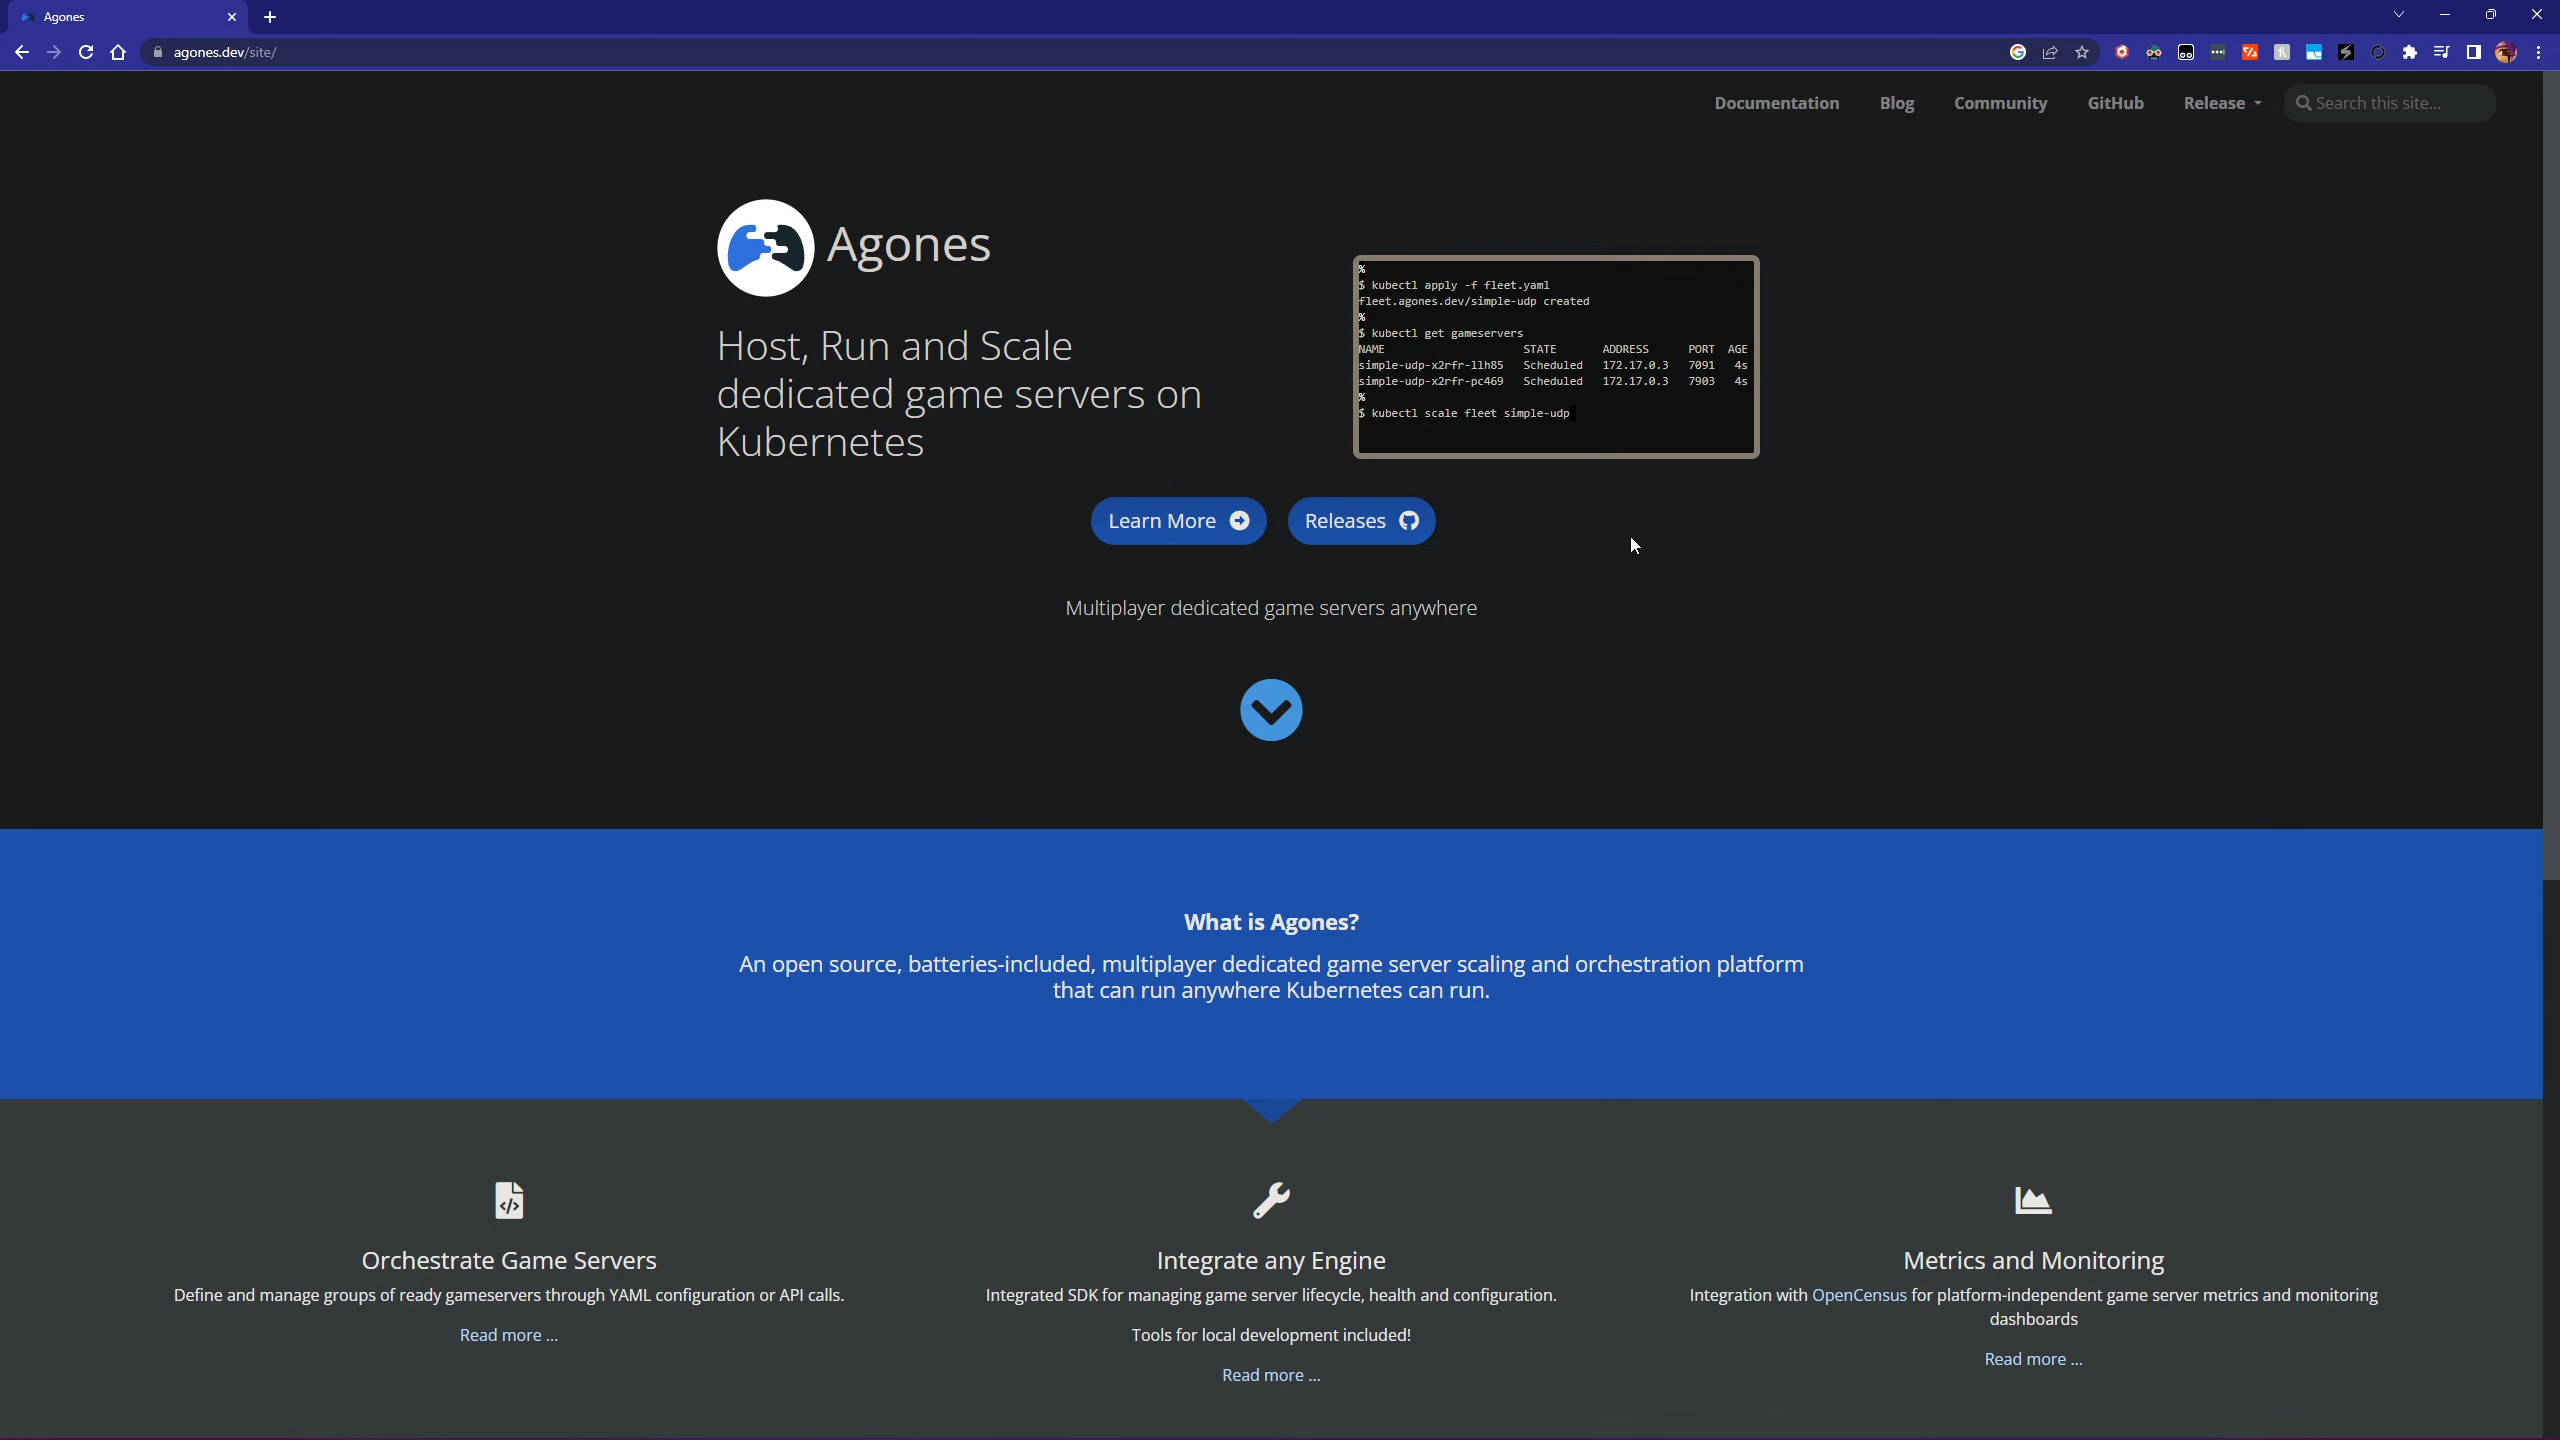 Agones
agones.dev/site/
Documentation
Blog
Community
GitHub
Release
Search this site...
Agones
Host, Run and Scale
dedicated game servers on
Kubernetes
%
$ kubectl apply -f fleet.yaml
fleet.agones.dev/simple-udp created
%
$ kubectl get gameservers
NAME STATE ADDRESS PORT AGE
simple-udp-x2rfr-llh85 Scheduled 172.17.0.3 7091 4s
simple-udp-x2rfr-pc469 Scheduled 172.17.0.3 7903 4s
%
$ kubectl scale fleet simple-udp
Learn More
Releases
Multiplayer dedicated game servers anywhere
What is Agones?
An open source, batteries-included, multiplayer dedicated game server scaling and orchestration platform
that can run anywhere Kubernetes can run.
Orchestrate Game Servers
Define and manage groups of ready gameservers through YAML configuration or API calls.
Read more ...
Integrate any Engine
Integrated SDK for managing game server lifecycle, health and configuration.
Tools for local development included!
Read more ...
Metrics and Monitoring
Integration with OpenCensus for platform-independent game server metrics and monitoring
dashboards
Read more ...